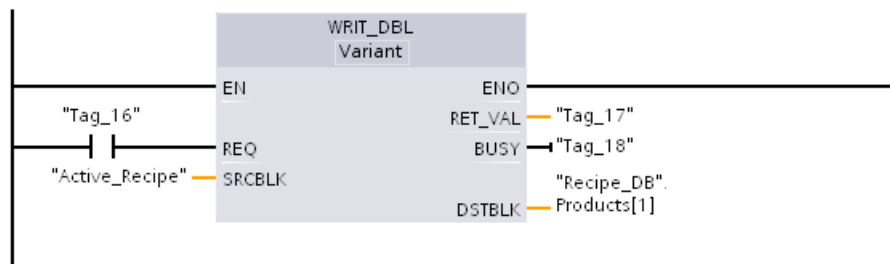 WRIT_DBL
Variant
EN ENO
"Tag_16" RET_VAL "Tag_17"
REQ BUSY "Tag_18"
"Active_Recipe" SRCBLK "Recipe_DB".
DSTBLK Products[1]